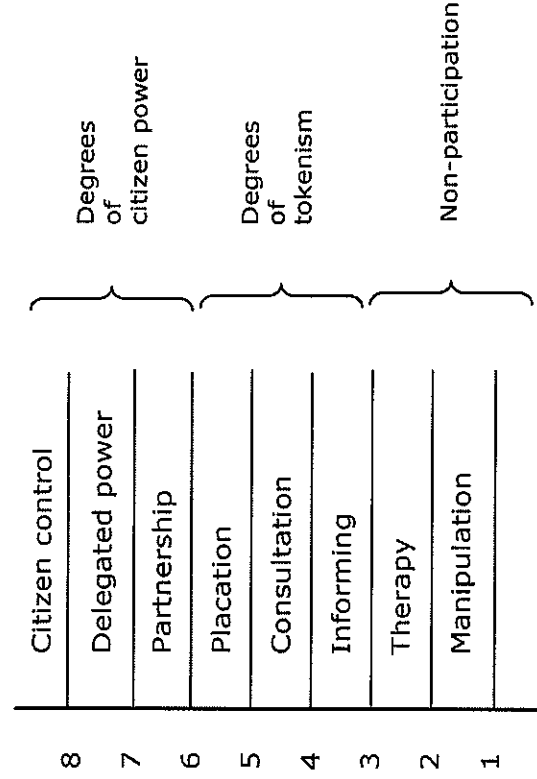 Citizen control
8
Delegated power
7
Partnership
6
Placation
5
Consultation
4
Informing
3
Therapy
2
Manipulation
1
Degrees
of
citizen power
Degrees
of
tokenism
Non-participation